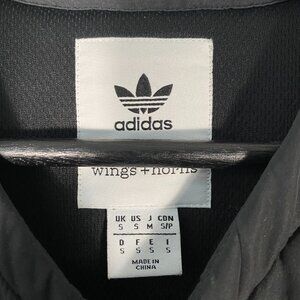 adidas
wings+horns
UK US J CDN
S S M S/P
D F E I
S S S S
MADE IN
CHINA